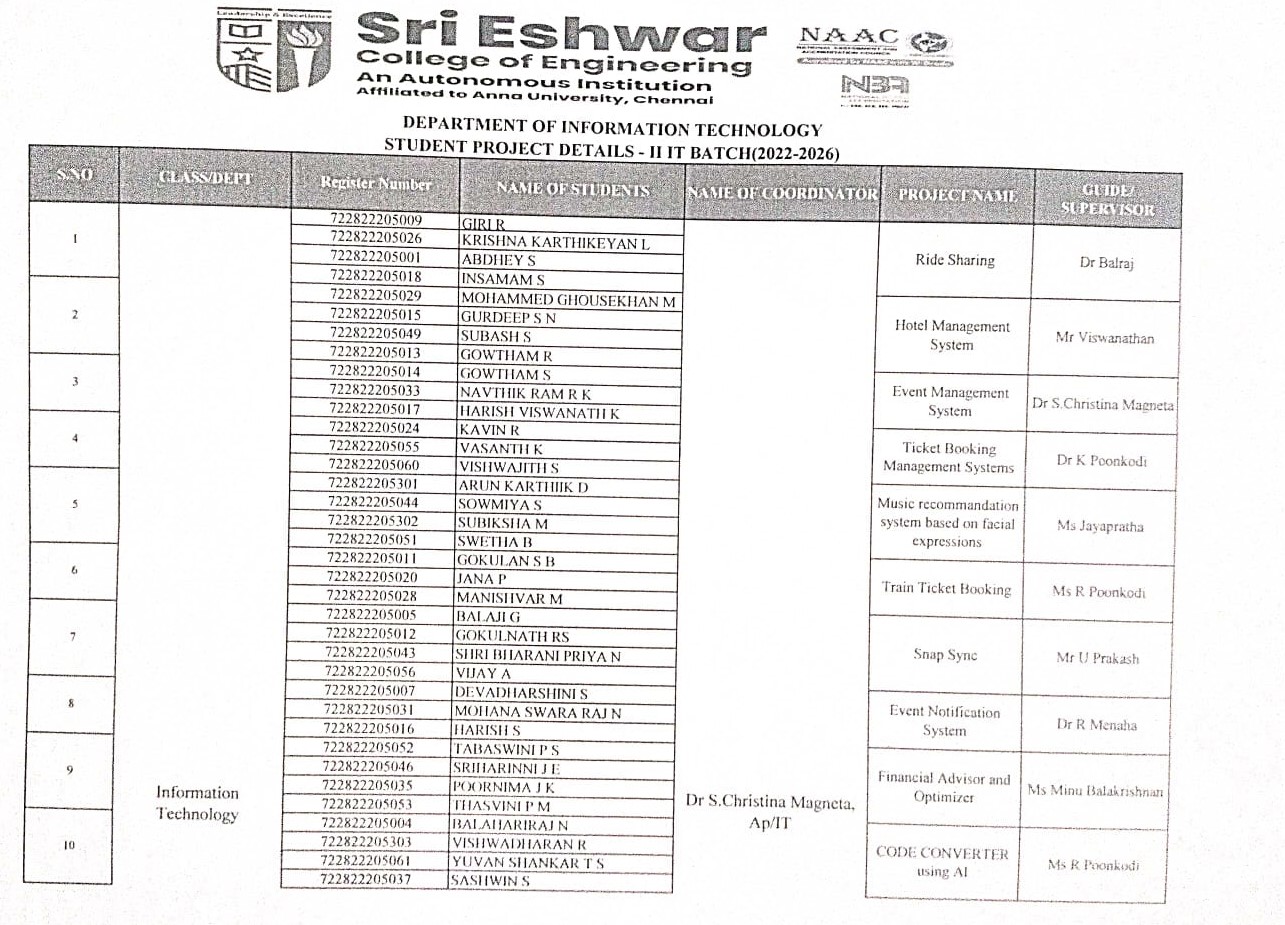 Leadership & Excellence
Sri Eshwar
College of Engineering
An Autonomous Institution
Affiliated to Anna University, Chennai
NAAC
NATIONAL ASSESSMENT AND
ACCREDITATION COUNCIL
NBA
DEPARTMENT OF INFORMATION TECHNOLOGY
STUDENT PROJECT DETAILS - II IT BATCH(2022-2026)
S.NO CLASS/DEPT Register Number NAME OF STUDENTS NAME OF COORDINATOR PROJECT NAME GUIDE/
SUPERVISOR
1
722822205009 GIRI R
722822205026 KRISHNA KARTHIKEYAN L
722822205001 ABDHEY S
722822205018 INSAMAM S
Ride Sharing
Dr Balraj
2
722822205029 MOHAMMED GHOUSEKHAN M
722822205015 GURDEEP S N
722822205049 SUBASH S
722822205013 GOWTHAM R
Hotel Management
System
Mr Viswanathan
3
722822205014 GOWTHAM S
722822205033 NAVTHIK RAM R K
722822205017 HARISH VISWANATH K
Event Management
System
Dr S.Christina Magneta
4
722822205024 KAVIN R
722822205055 VASANTH K
722822205060 VISHWAJITH S
Ticket Booking
Management Systems
Dr K Poonkodi
5
722822205301 ARUN KARTHIIK D
722822205044 SOWMIYA S
722822205302 SUBIKSHA M
722822205051 SWETHA B
Music recommandation
system based on facial
expressions
Ms Jayapratha
6
722822205011 GOKULAN S B
722822205020 JANA P
722822205028 MANISHVAR M
Train Ticket Booking
Ms R Poonkodi
7
722822205005 BALAJI G
722822205012 GOKULNATH RS
722822205043 SHRI BHARANI PRIYA N
722822205056 VIJAY A
Snap Sync
Mr U Prakash
8
722822205007 DEVADHARSHINI S
722822205031 MOHANA SWARA RAJ N
722822205016 HARISH S
Event Notification
System
Dr R Menaha
9
722822205052 TABASWINI P S
722822205046 SRIHARINNI J E
722822205035 POORNIMA J K
722822205053 THASVINI P M
Financial Advisor and
Optimizer
Ms Minu Balakrishnan
Information
Technology
Dr S.Christina Magneta,
Ap/IT
10
722822205004 BALAHARIRAJ N
722822205303 VISHWADHARAN R
722822205061 YUVAN SHANKAR T S
722822205037 SASHWIN S
CODE CONVERTER
using AI
Ms R Poonkodi